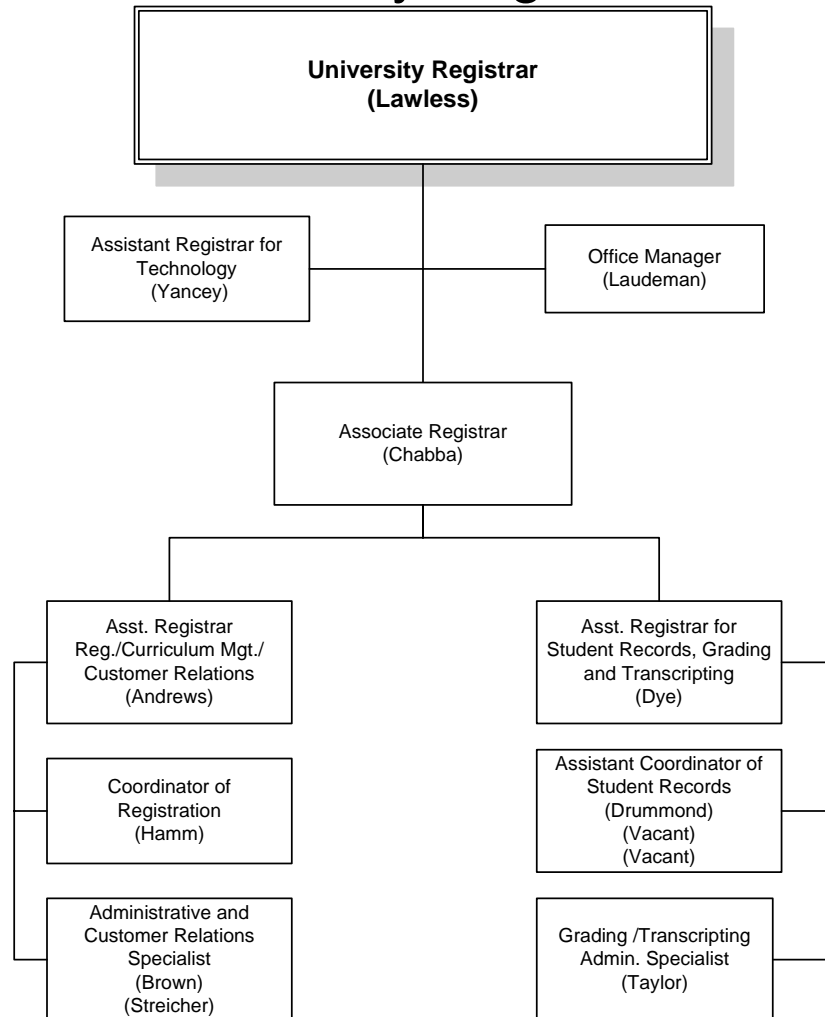 University Registrar
(Lawless)
Assistant Registrar for
Technology
(Yancey)
Office Manager
(Laudeman)
Associate Registrar
(Chabba)
Asst. Registrar
Reg./Curriculum Mgt./
Customer Relations
(Andrews)
Asst. Registrar for
Student Records, Grading
and Transcripting
(Dye)
Coordinator of
Registration
(Hamm)
Assistant Coordinator of
Student Records
(Drummond)
(Vacant)
(Vacant)
Administrative and
Customer Relations
Specialist
(Brown)
(Streicher)
Grading /Transcripting
Admin. Specialist
(Taylor)